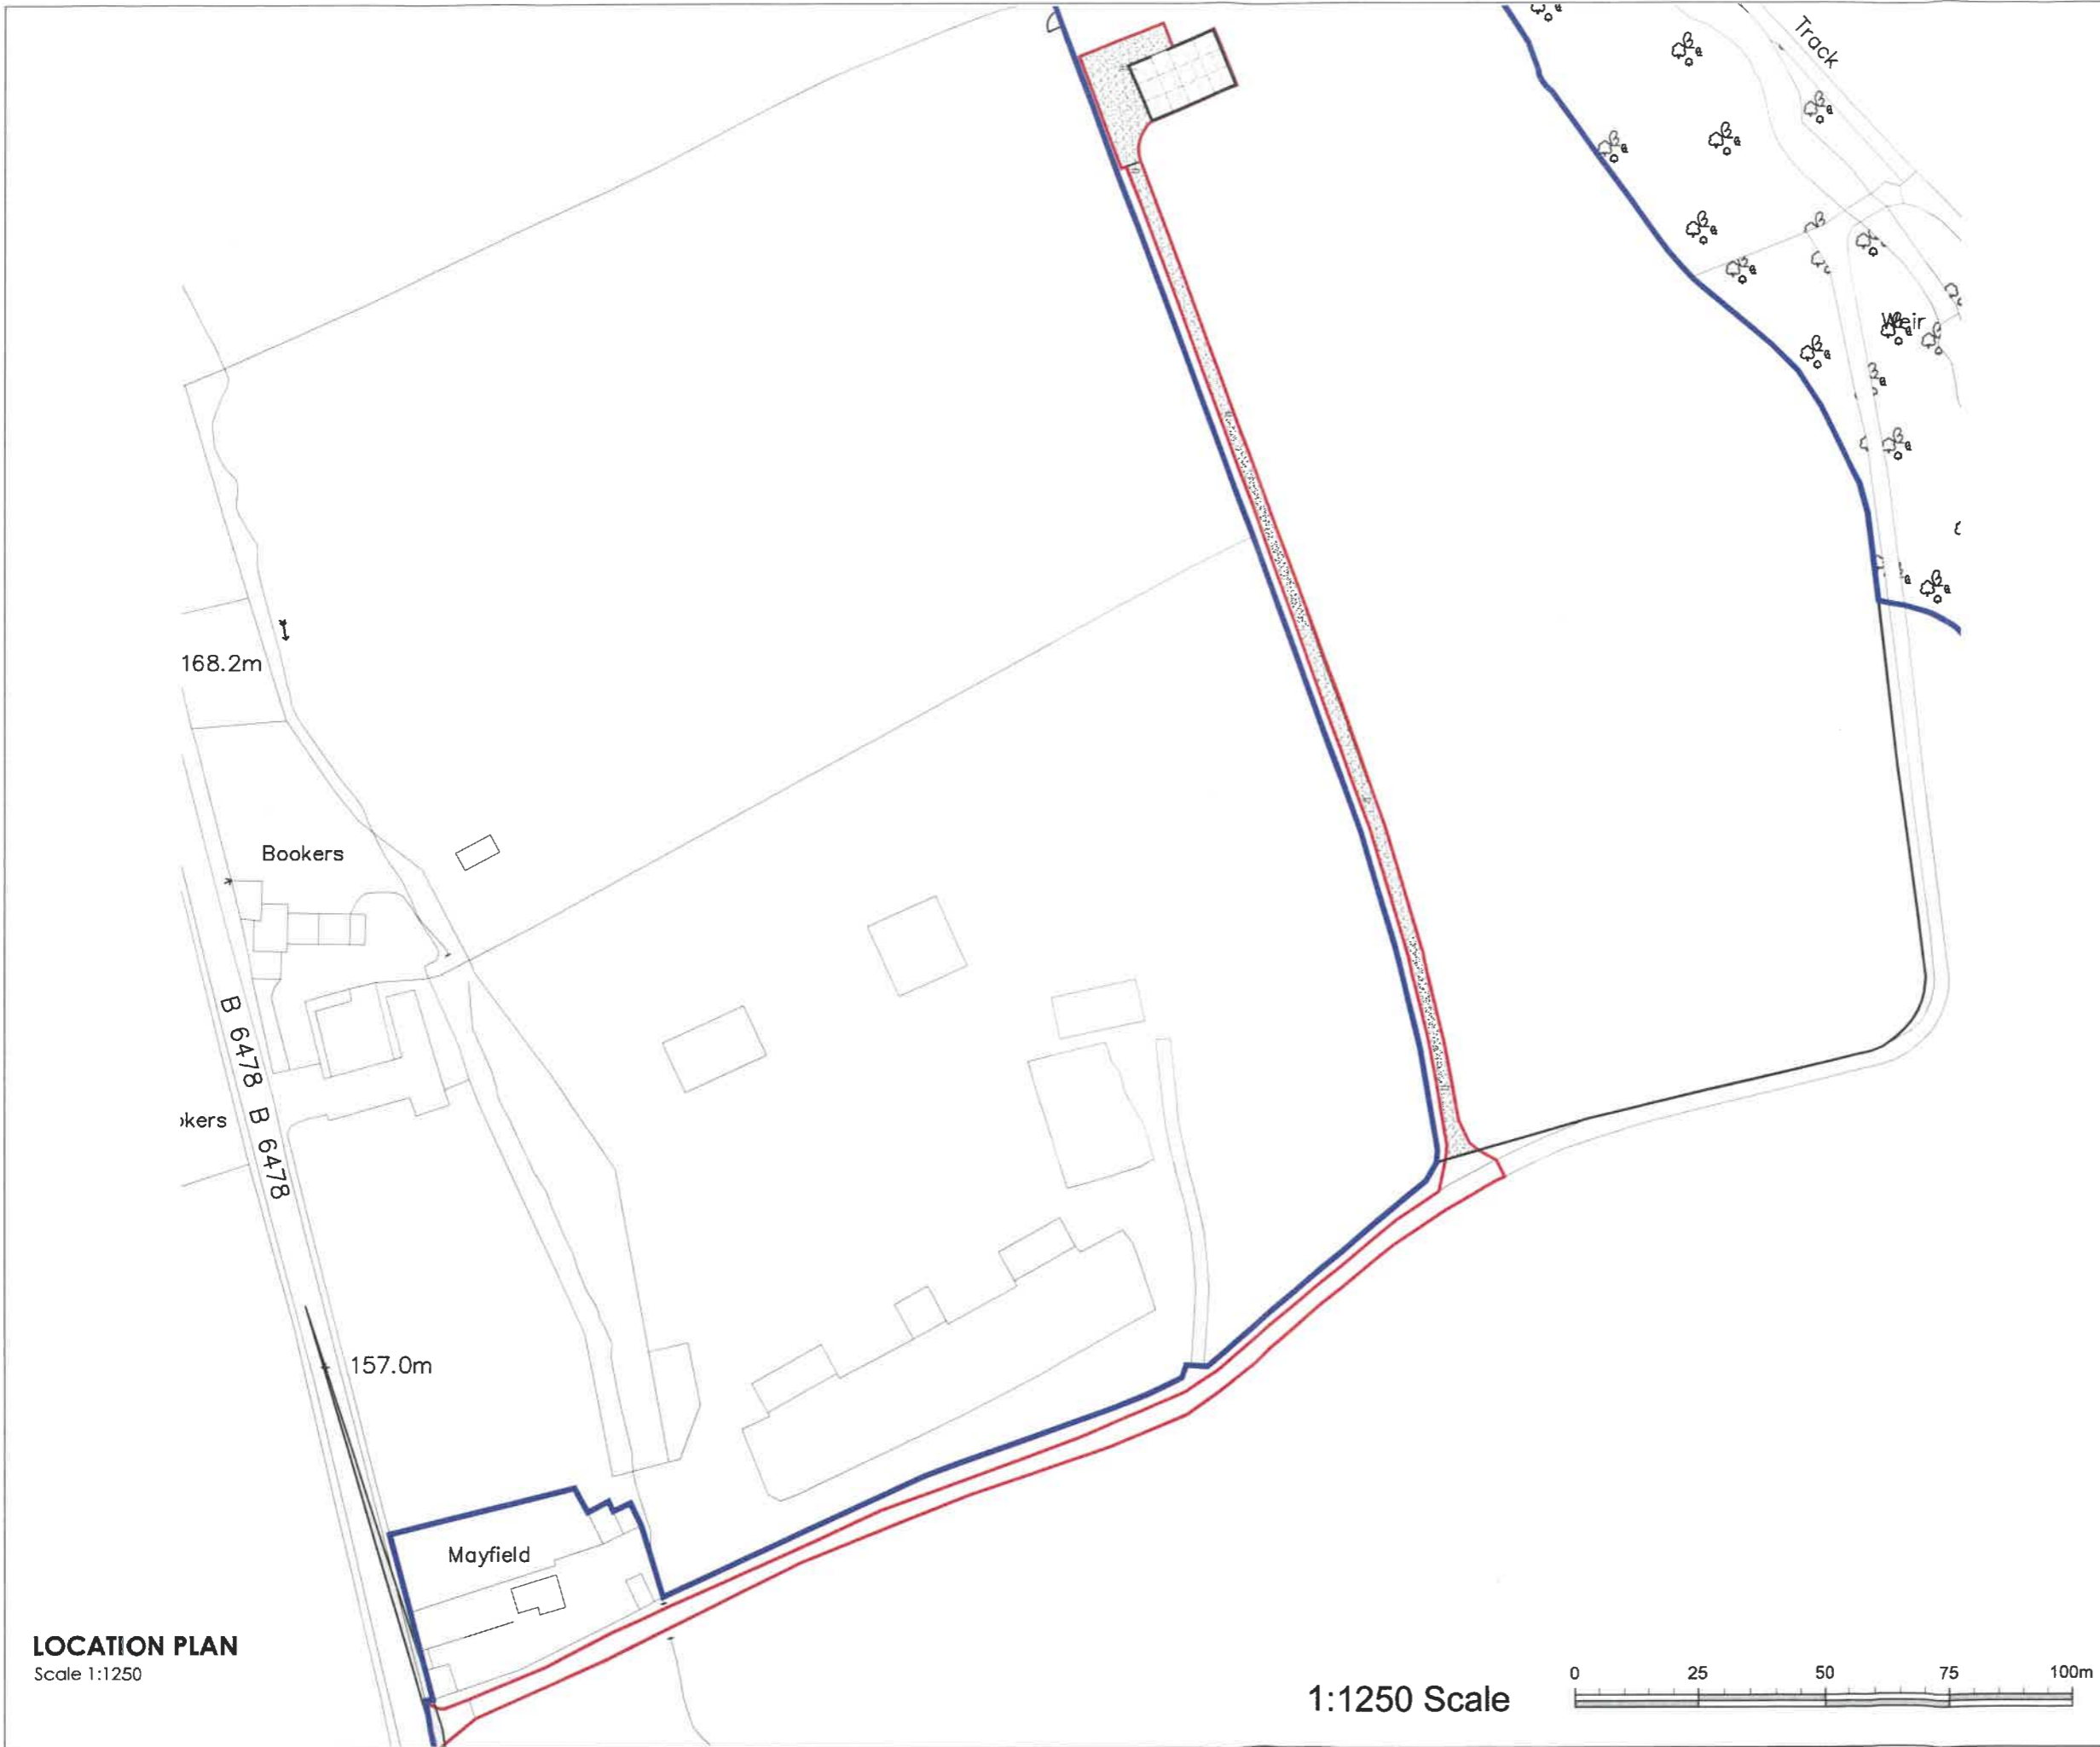 Track
Weir
168.2m
Bookers
B 6478
B 6478
okers
157.0m
Mayfield
LOCATION PLAN
Scale 1:1250
1:1250 Scale
0 25 50 75 100m